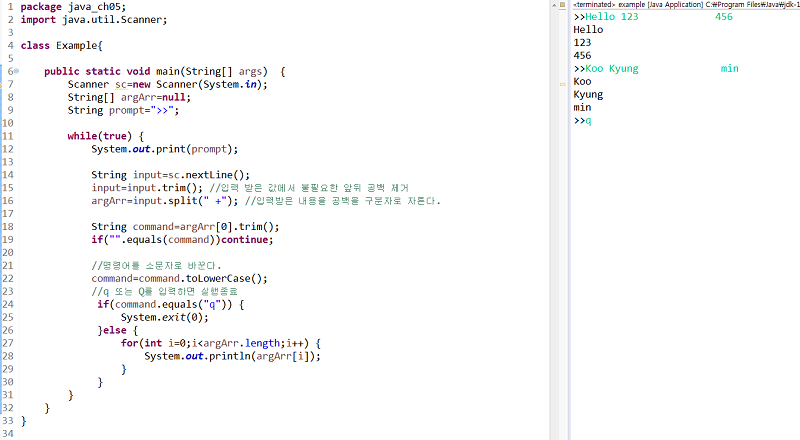 1 package java_ch05;
2 import java.util.Scanner;
3
4 class Example{
5
6 public static void main(String[] args)  {
7 Scanner sc=new Scanner(System.in);
8 String[] argArr=null;
9 String prompt=">>";
10
11 while(true) {
12 System.out.print(prompt);
13
14 String input=sc.nextLine();
15 input=input.trim(); //입력 받은 값에서 불필요한 앞뒤 공백 제거
16 argArr=input.split(" +"); //입력받은 내용을 공백을 구분자로 자른다.
17
18 String command=argArr[0].trim();
19 if("".equals(command))continue;
20
21 //명령어를 소문자로 바꾼다.
22 command=command.toLowerCase();
23 //q 또는 Q를 입력하면 실행종료
24 if(command.equals("q")) {
25 System.exit(0);
26 }else {
27 for(int i=0;i<argArr.length;i++) {
28 System.out.println(argArr[i]);
29 }
30 }
31 }
32 }
33 }
34
<terminated> example [Java Application] C:₩Program Files₩Java₩jdk-1
>>Hello 123 456
Hello
123
456
>>Koo Kyung min
Koo
Kyung
min
>>q